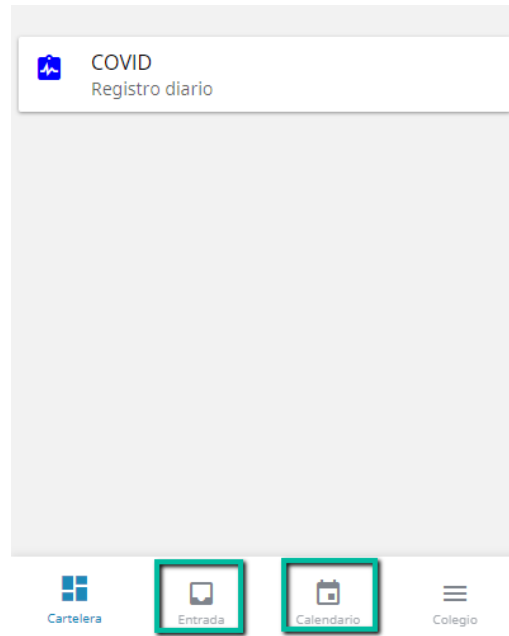 COVID
Registro diario
Cartelera
Entrada
Calendario
Colegio